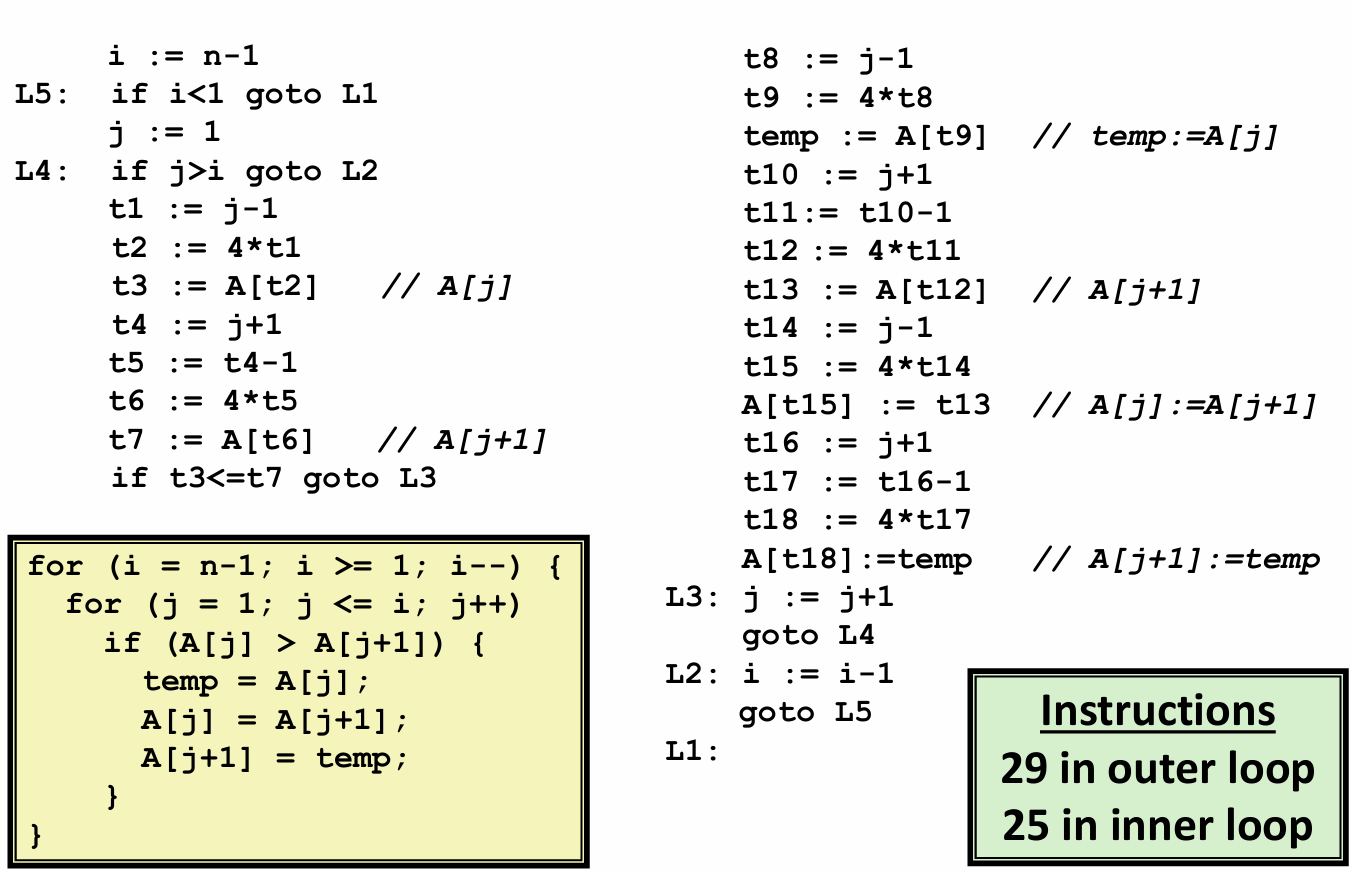 i := n-1
L5: if i<1 goto L1
j := 1
L4: if j>i goto L2
t1 := j-1
t2 := 4*t1
t3 := A[t2] // A[j]
t4 := j+1
t5 := t4-1
t6 := 4*t5
t7 := A[t6] // A[j+1]
if t3<=t7 goto L3
for (i = n-1; i >= 1; i--) {
for (j = 1; j <= i; j++)
if (A[j] > A[j+1]) {
temp = A[j];
A[j] = A[j+1];
A[j+1] = temp;
}
}
t8 := j-1
t9 := 4*t8
temp := A[t9] // temp:=A[j]
t10 := j+1
t11:= t10-1
t12 := 4*t11
t13 := A[t12] // A[j+1]
t14 := j-1
t15 := 4*t14
A[t15] := t13 // A[j]:=A[j+1]
t16 := j+1
t17 := t16-1
t18 := 4*t17
A[t18]:=temp // A[j+1]:=temp
L3: j := j+1
goto L4
L2: i := i-1
goto L5
L1:
Instructions
29 in outer loop
25 in inner loop